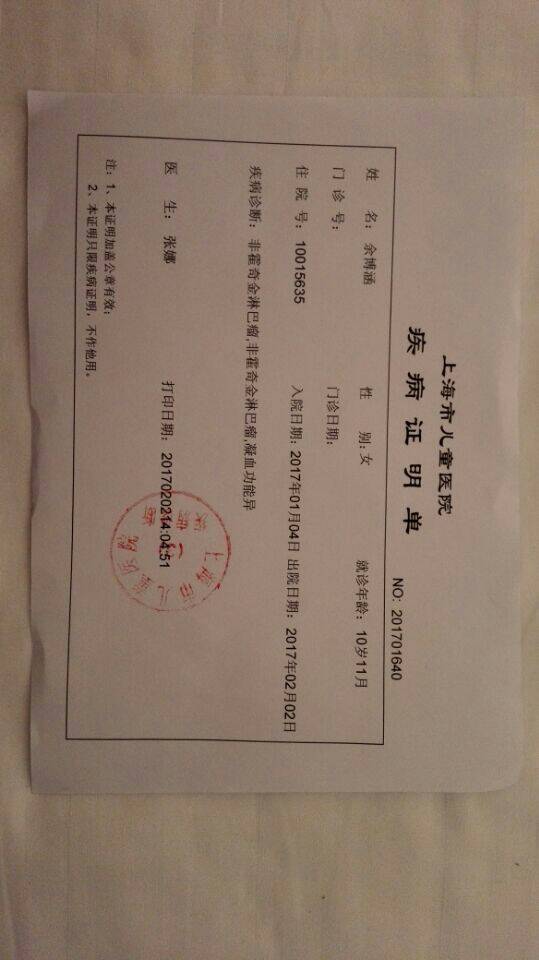 上海市儿童医院
疾病证明单
NO: 201701640
姓 名：余博涵 性 别：女 就诊年龄：10岁11月
门 诊 号： 门诊日期：
住 院 号：10015635 入院日期：2017年01月04日 出院日期：2017年02月02日
疾病诊断：非霍奇金淋巴瘤,非霍奇金淋巴瘤,凝血功能异
医 生：张娜 打印日期：2017020214:04:51
注：1、本证明加盖公章有效；
2、本证明只限疾病证明，不作他用。